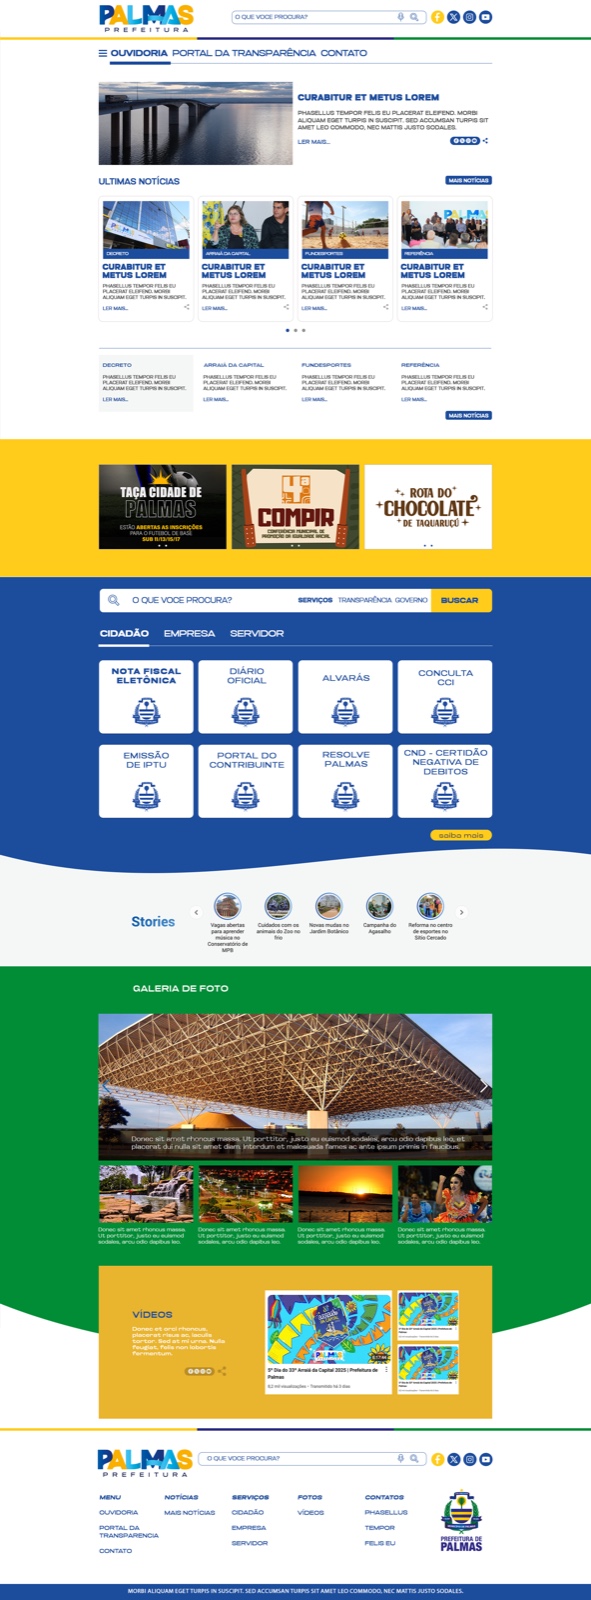 PALMAS
PREFEITURA
O QUE VOCE PROCURA?
OUVIDORIA PORTAL DA TRANSPARÊNCIA CONTATO
CURABITUR ET METUS LOREM
PHASELLUS TEMPOR FELIS EU PLACERAT ELEIFEND. MORBI
ALIQUAM EGET TURPIS IN SUSCIPIT. SED ACCUMSAN TURPIS SIT
AMET LEO COMMODO, NEC MATTIS JUSTO SODALES.
LER MAIS...
ULTIMAS NOTÍCIAS
MAIS NOTÍCIAS
DECRETO
CURABITUR ET
METUS LOREM
PHASELLUS TEMPOR FELIS EU
PLACERAT ELEIFEND. MORBI
ALIQUAM EGET TURPIS IN SUSCIPIT.
LER MAIS...
ARRAIÁ DA CAPITAL
CURABITUR ET
METUS LOREM
PHASELLUS TEMPOR FELIS EU
PLACERAT ELEIFEND. MORBI
ALIQUAM EGET TURPIS IN SUSCIPIT.
LER MAIS...
FUNDESPORTES
CURABITUR ET
METUS LOREM
PHASELLUS TEMPOR FELIS EU
PLACERAT ELEIFEND. MORBI
ALIQUAM EGET TURPIS IN SUSCIPIT.
LER MAIS...
REFERÊNCIA
CURABITUR ET
METUS LOREM
PHASELLUS TEMPOR FELIS EU
PLACERAT ELEIFEND. MORBI
ALIQUAM EGET TURPIS IN SUSCIPIT.
LER MAIS...
DECRETO
PHASELLUS TEMPOR FELIS EU
PLACERAT ELEIFEND. MORBI
ALIQUAM EGET TURPIS IN SUSCIPIT.
LER MAIS...
ARRAIÁ DA CAPITAL
PHASELLUS TEMPOR FELIS EU
PLACERAT ELEIFEND. MORBI
ALIQUAM EGET TURPIS IN SUSCIPIT.
LER MAIS...
FUNDESPORTES
PHASELLUS TEMPOR FELIS EU
PLACERAT ELEIFEND. MORBI
ALIQUAM EGET TURPIS IN SUSCIPIT.
LER MAIS...
REFERÊNCIA
PHASELLUS TEMPOR FELIS EU
PLACERAT ELEIFEND. MORBI
ALIQUAM EGET TURPIS IN SUSCIPIT.
LER MAIS...
MAIS NOTÍCIAS
TAÇA CIDADE DE
PALMAS
ESTÃO ABERTAS AS INSCRIÇÕES
PARA O FUTEBOL DE BASE
SUB 11/13/15/17
COMPIR
CONFERÊNCIA MUNICIPAL DE
PROMOÇÃO DA IGUALDADE RACIAL
ROTA DO
CHOCOLATE
DE TAQUARUÇÚ
O QUE VOCE PROCURA?
SERVIÇOS TRANSPARÊNCIA GOVERNO BUSCAR
CIDADÃO EMPRESA SERVIDOR
NOTA FISCAL
ELETÔNICA
DIÁRIO
OFICIAL
ALVARÁS
CONSULTA
CCI
EMISSÃO
DE IPTU
PORTAL DO
CONTRIBUINTE
RESOLVE
PALMAS
CND - CERTIDÃO
NEGATIVA DE
DEBITOS
saiba mais
Stories
Vagas abertas
para aprender
música no
Conservatório de
MPB
Cuidados com os
animais do Zoo no
frio
Novas mudas no
Jardim Botânico
Campanha do
Agasalho
Reforma no centro
de esportes no
Sítio Cercado
GALERIA DE FOTO
Donec sit amet rhoncus massa. Ut porttitor, justo eu euismod sodales, arcu odio dapibus leo, et
placerat dui nulla sit amet diam. Interdum et malesuada fames ac ante ipsum primis in faucibus.
Donec sit amet rhoncus massa.
Ut porttitor, justo eu euismod
sodales, arcu odio dapibus leo.
Donec sit amet rhoncus massa.
Ut porttitor, justo eu euismod
sodales, arcu odio dapibus leo.
Donec sit amet rhoncus massa.
Ut porttitor, justo eu euismod
sodales, arcu odio dapibus leo.
Donec sit amet rhoncus massa.
Ut porttitor, justo eu euismod
sodales, arcu odio dapibus leo.
VÍDEOS
Donec et orci rhoncus,
placerat risus ac, iaculis
tortor. Sed at mi urna. Nulla
feugiat, felis non lobortis
fermentum.
PALMAS
5º Dia do 33º Arraiá da Capital 2025 | Prefeitura de
Palmas
PALMAS
PREFEITURA
O QUE VOCE PROCURA?
MENU
OUVIDORIA
PORTAL DA
TRANSPARENCIA
CONTATO
NOTÍCIAS
MAIS NOTÍCIAS
SERVIÇOS
CIDADÃO
EMPRESA
SERVIDOR
FOTOS
VÍDEOS
CONTATOS
PHASELLUS
TEMPOR
FELIS EU
PREFEITURA DE
PALMAS
MORBI ALIQUAM EGET TURPIS IN SUSCIPIT. SED ACCUMSAN TURPIS SIT AMET LEO COMMODO, NEC MATTIS JUSTO SODALES.